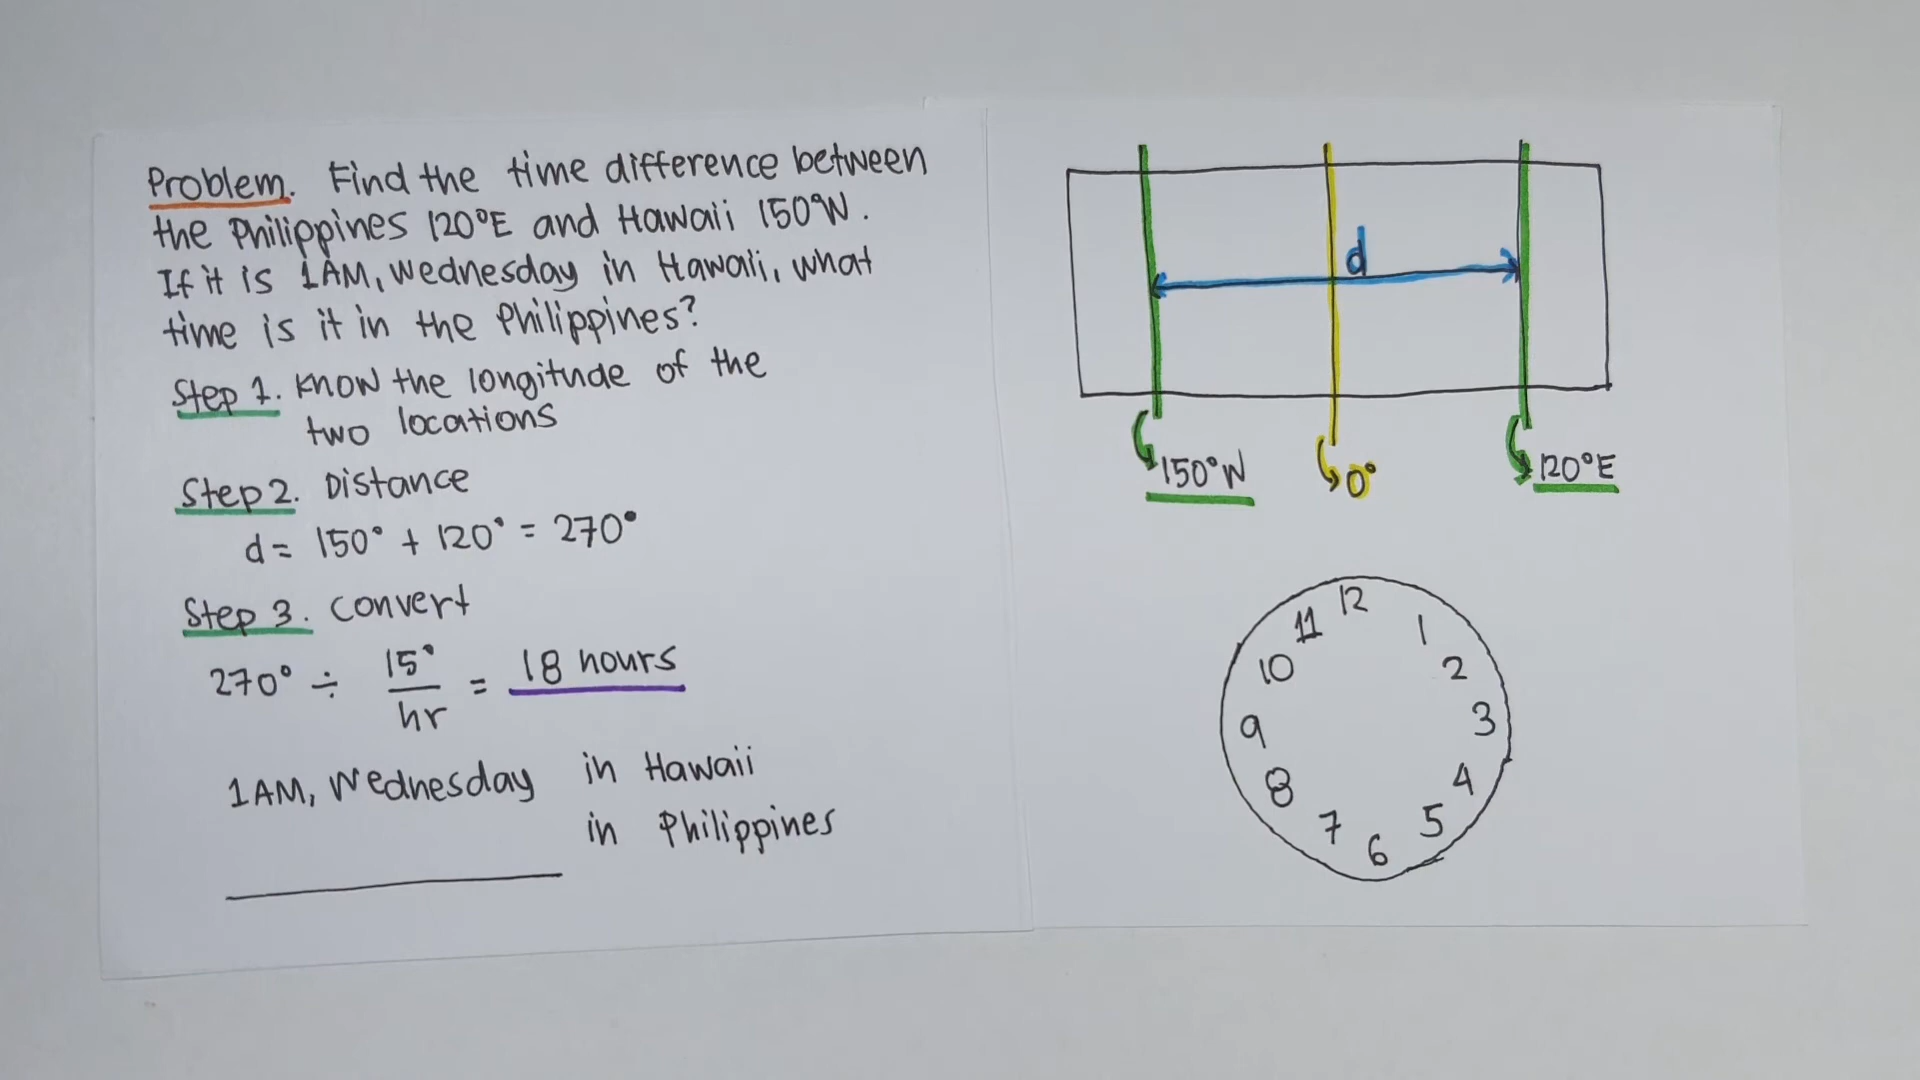 Problem. Find the time difference between
the Philippines 120°E and Hawaii 150°W.
If it is 1AM, Wednesday in Hawaii, what
time is it in the Philippines?
Step 1. Know the longitude of the
two locations
Step 2. Distance
d = 150° + 120° = 270°
Step 3. Convert
270° ÷ 15°/hr = 18 hours
1AM, Wednesday in Hawaii
in Philippines
d
150°W 0° 120°E
12
11 1
10 2
9 3
8 4
7 5
6